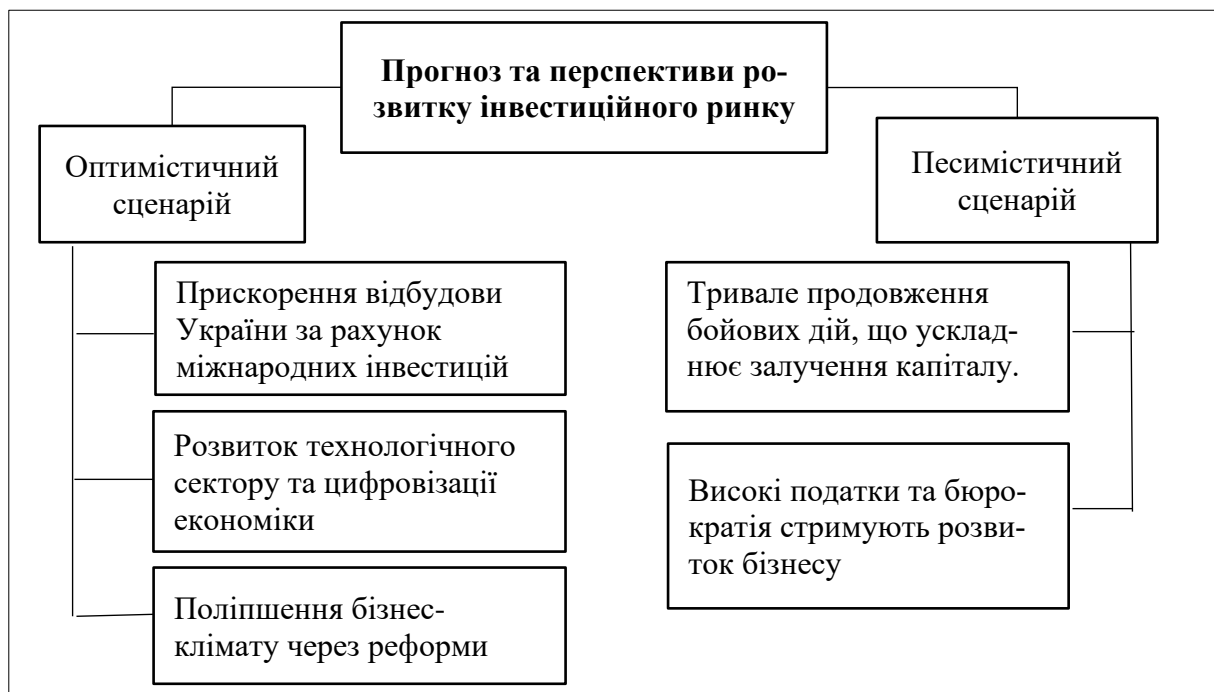 Прогноз та перспективи ро-
звитку інвестиційного ринку
Оптимістичний
сценарій
Прискорення відбудови
України за рахунок
міжнародних інвестицій
Розвиток технологічного
сектору та цифровізації
економіки
Поліпшення бізнес-
клімату через реформи
Песимістичний
сценарій
Тривале продовження
бойових дій, що усклад-
нює залучення капіталу.
Високі податки та бюро-
кратія стримують розви-
ток бізнесу